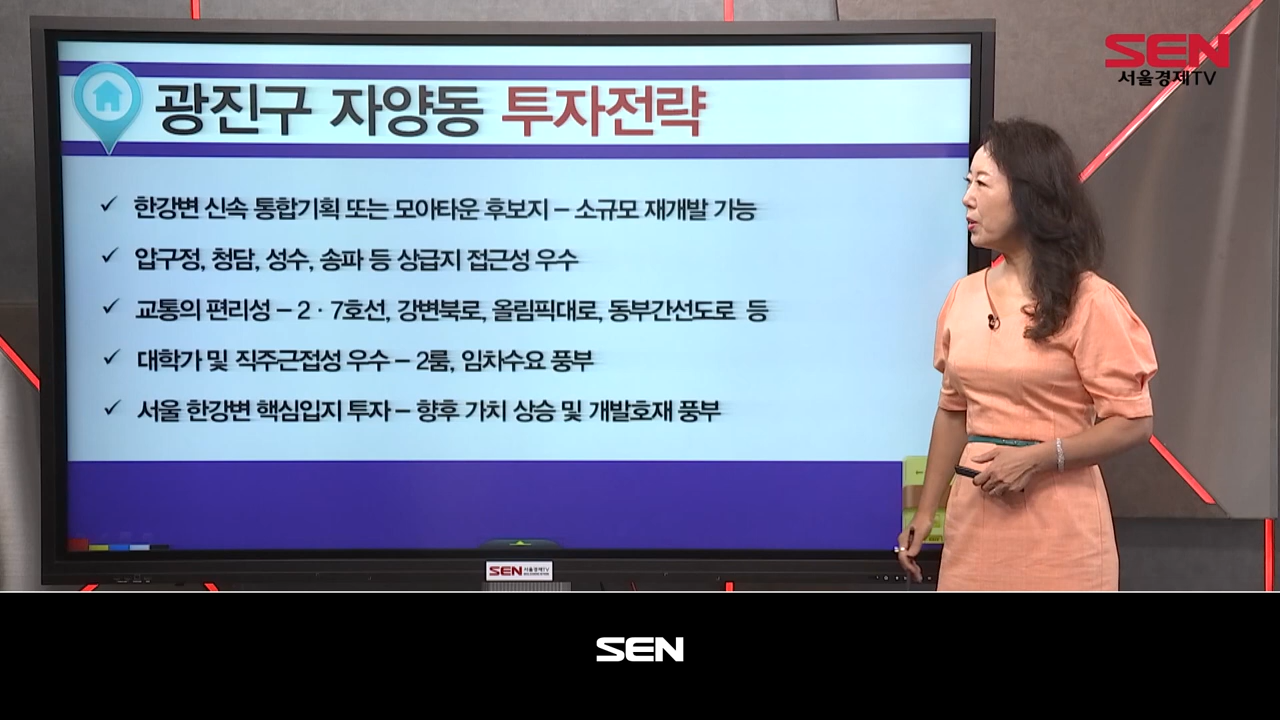 SEN
서울경제TV
광진구 자양동 투자전략
✓ 한강변 신속 통합기획 또는 모아타운 후보지 – 소규모 재개발 가능
✓ 압구정, 청담, 성수, 송파 등 상급지 접근성 우수
✓ 교통의 편리성 – 2 · 7호선, 강변북로, 올림픽대로, 동부간선도로 등
✓ 대학가 및 직주근접성 우수 – 2룸, 임차수요 풍부
✓ 서울 한강변 핵심입지 투자 – 향후 가치 상승 및 개발호재 풍부
SEN 서울경제TV
SEN